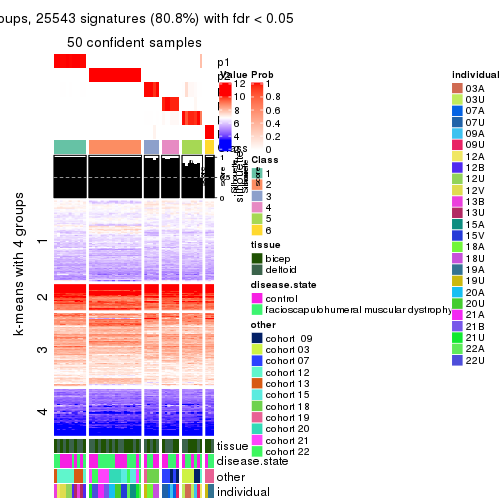 oups, 25543 signatures (80.8%) with fdr < 0.05
50 confident samples
p1
p2
Value
12
10
8
6
4
2
0
Prob
1
0.8
0.6
0.4
0.2
0
Class
1
0
silhouette
score
Class
1
2
3
4
5
6
k-means with 4 groups
1
2
3
4
tissue
bicep
deltoid
disease.state
control
facioscapulohumeral muscular dystrophy
other
cohort 09
cohort 03
cohort 07
cohort 12
cohort 13
cohort 15
cohort 18
cohort 19
cohort 20
cohort 21
cohort 22
tissue
disease.state
other
individual
individual
03A
03U
07A
07U
09A
09U
12A
12B
12U
12V
13B
13U
15A
15V
18A
18U
19A
19U
20A
20U
21A
21B
21U
22A
22U